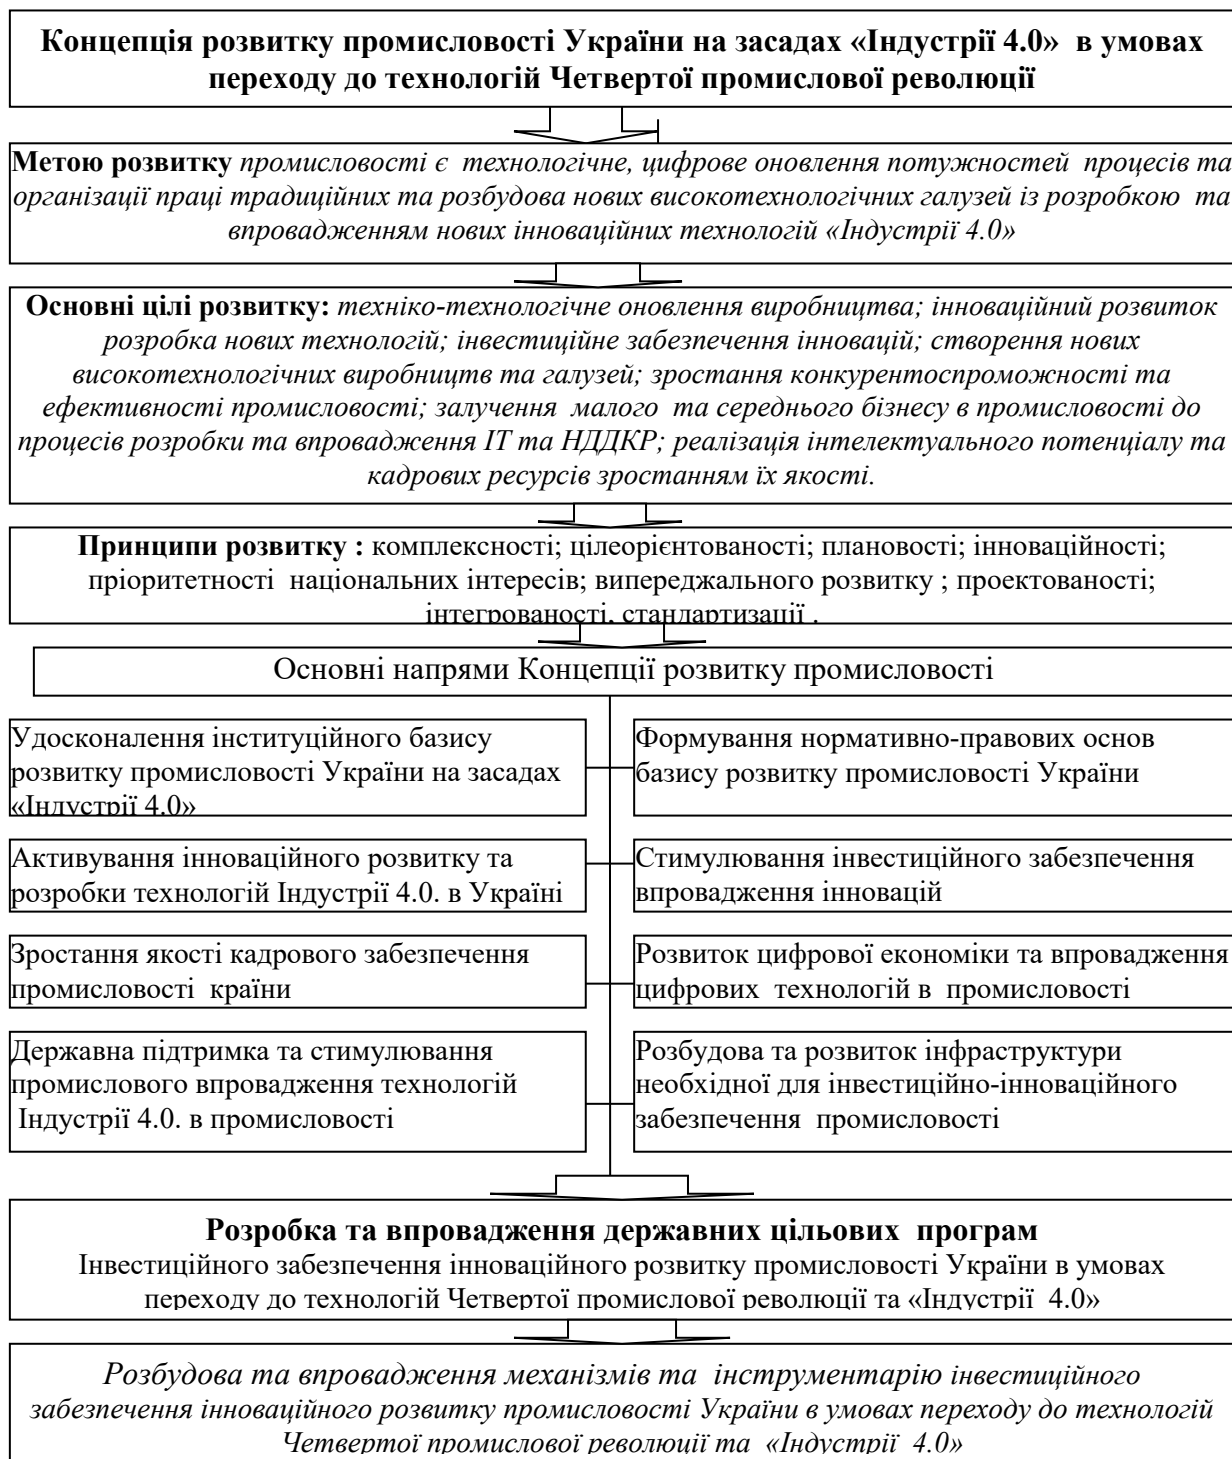 Концепція розвитку промисловості України на засадах «Індустрії 4.0» в умовах
переходу до технологій Четвертої промислової революції
Метою розвитку промисловості є технологічне, цифрове оновлення потужностей процесів та
організації праці традиційних та розбудова нових високотехнологічних галузей із розробкою та
впровадженням нових інноваційних технологій «Індустрії 4.0»
Основні цілі розвитку: техніко-технологічне оновлення виробництва; інноваційний розвиток
розробка нових технологій; інвестиційне забезпечення інновацій; створення нових
високотехнологічних виробництв та галузей; зростання конкурентоспроможності та
ефективності промисловості; залучення малого та середнього бізнесу в промисловості до
процесів розробки та впровадження ІТ та НДДКР; реалізація інтелектуального потенціалу та
кадрових ресурсів зростанням їх якості.
Принципи розвитку : комплексності; цілеорієнтованості; плановості; інноваційності;
пріоритетності національних інтересів; випереджального розвитку ; проектованості;
інтегрованості, стандартизації .
Основні напрями Концепції розвитку промисловості
Удосконалення інституційного базису
розвитку промисловості України на засадах
«Індустрії 4.0»
Формування нормативно-правових основ
базису розвитку промисловості України
Активування інноваційного розвитку та
розробки технологій Індустрії 4.0. в Україні
Стимулювання інвестиційного забезпечення
впровадження інновацій
Зростання якості кадрового забезпечення
промисловості країни
Розвиток цифрової економіки та впровадження
цифрових технологій в промисловості
Державна підтримка та стимулювання
промислового впровадження технологій
Індустрії 4.0. в промисловості
Розбудова та розвиток інфраструктури
необхідної для інвестиційно-інноваційного
забезпечення промисловості
Розробка та впровадження державних цільових програм
Інвестиційного забезпечення інноваційного розвитку промисловості України в умовах
переходу до технологій Четвертої промислової революції та «Індустрії 4.0»
Розбудова та впровадження механізмів та інструментарію інвестиційного
забезпечення інноваційного розвитку промисловості України в умовах переходу до технологій
Четвертої промислової революції та «Індустрії 4.0»